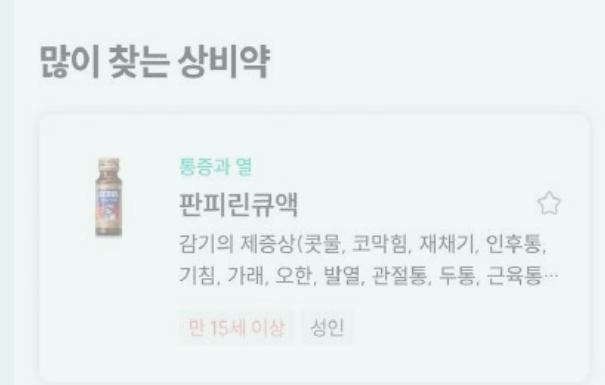 많이 찾는 상비약
통증과 열
판피린큐액
감기의 제증상(콧물, 코막힘, 재채기, 인후통,
기침, 가래, 오한, 발열, 관절통, 두통, 근육통…
만 15세 이상 성인